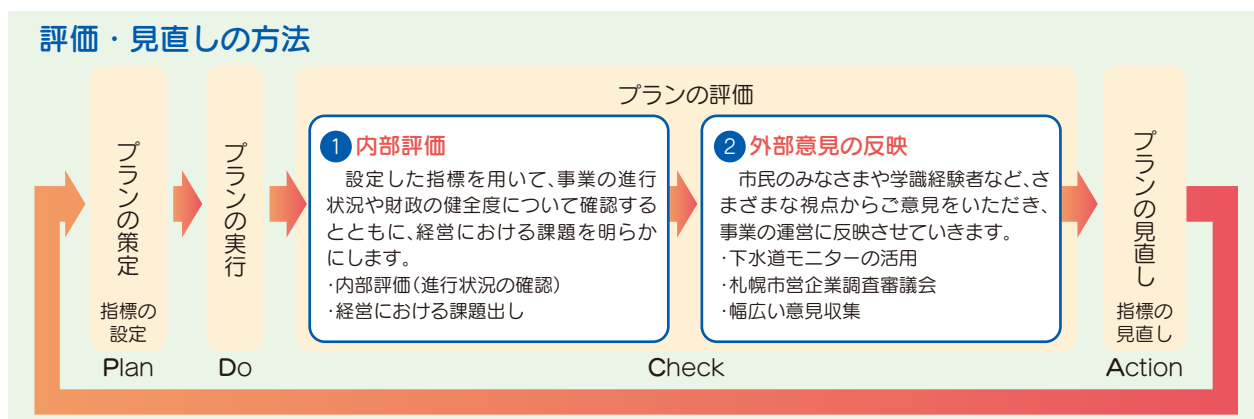 評価・見直しの方法
プランの策定
指標の
設定
Plan
プランの実行
Do
プランの評価
1 内部評価
設定した指標を用いて、事業の進行
状況や財政の健全度について確認する
とともに、経営における課題を明らか
にします。
・内部評価(進行状況の確認)
・経営における課題出し
2 外部意見の反映
市民のみなさまや学識経験者など、さ
まざまな視点からご意見をいただき、
事業の運営に反映させていきます。
・下水道モニターの活用
・札幌市営企業調査審議会
・幅広い意見収集
Check
プランの見直し
指標の
見直し
Action